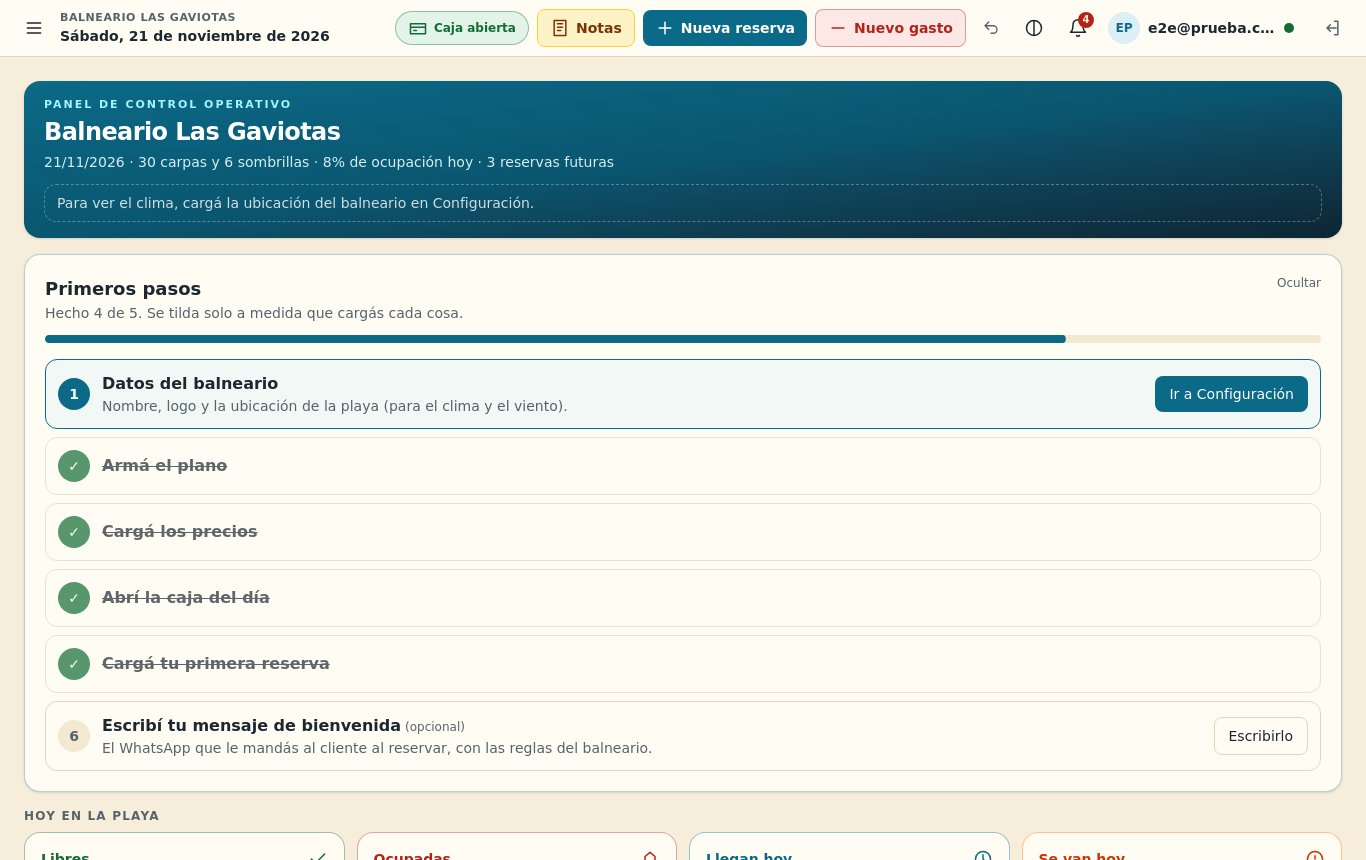 BALNEARIO LAS GAVIOTAS
Sábado, 21 de noviembre de 2026
Caja abierta
Notas
Nueva reserva
Nuevo gasto
4
EP
e2e@prueba.c...
PANEL DE CONTROL OPERATIVO
Balneario Las Gaviotas
21/11/2026 · 30 carpas y 6 sombrillas · 8% de ocupación hoy · 3 reservas futuras
Para ver el clima, cargá la ubicación del balneario en Configuración.
Primeros pasos
Ocultar
Hecho 4 de 5. Se tilda solo a medida que cargás cada cosa.
1
Datos del balneario
Nombre, logo y la ubicación de la playa (para el clima y el viento).
Ir a Configuración
Armá el plano
Cargá los precios
Abrí la caja del día
Cargá tu primera reserva
6
Escribí tu mensaje de bienvenida (opcional)
El WhatsApp que le mandás al cliente al reservar, con las reglas del balneario.
Escribirlo
HOY EN LA PLAYA
Libres
Ocupadas
Llegan hoy
Se van hoy